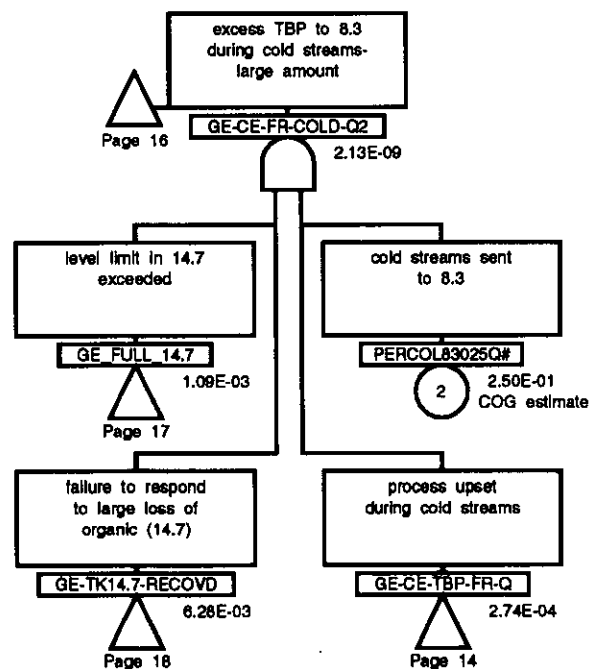 excess TBP to 8.3
during cold streams-
large amount
Page 16
GE-CE-FR-COLD-Q2
2.13E-09
level limit in 14.7
exceeded
GE_FULL_14.7
1.09E-03
Page 17
cold streams sent
to 8.3
PERCOL83025Q#
2
2.50E-01
COG estimate
failure to respond
to large loss of
organic (14.7)
GE-TK14.7-RECOVD
6.28E-03
Page 18
process upset
during cold streams
GE-CE-TBP-FR-Q
2.74E-04
Page 14